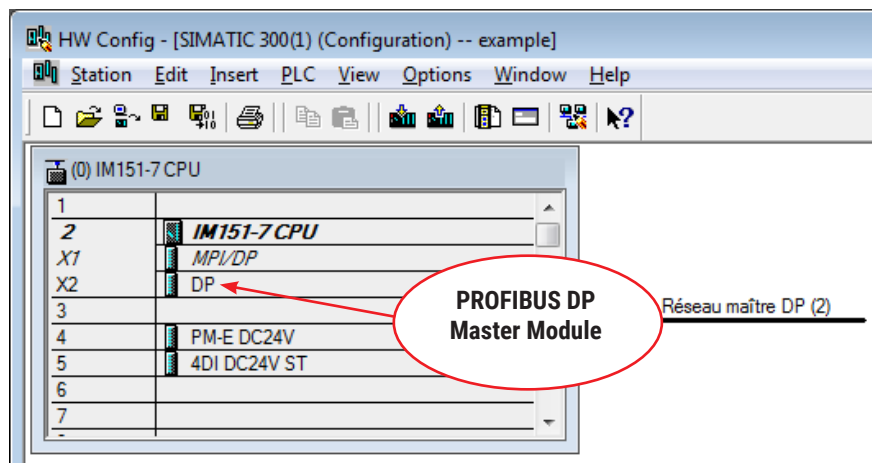 HW Config - [SIMATIC 300(1) (Configuration) -- example]
Station Edit Insert PLC View Options Window Help
(0) IM151-7 CPU
1
2 IM151-7 CPU
X1 MPI/DP
X2 DP
3
4 PM-E DC24V
5 4DI DC24V ST
6
7
PROFIBUS DP
Master Module
Réseau maître DP (2)